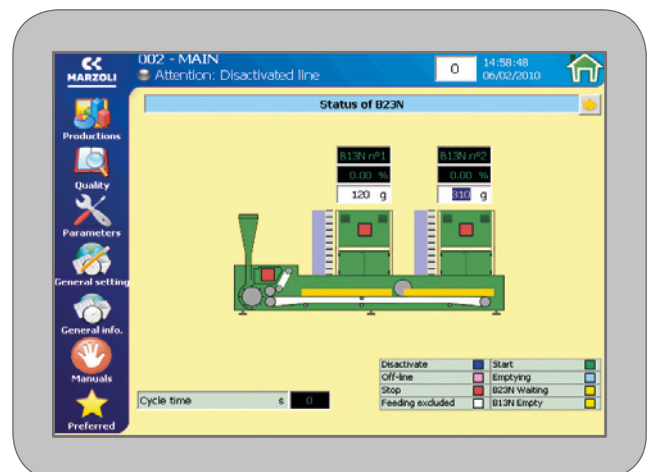 MARZOLI
002 - MAIN
Attention: Disactivated line
0
14:58:48
06/02/2010
Status of B23N
Productions
Quality
Parameters
General setting
General info.
Manuals
Preferred
B13N nº1
0.00 %
120 g
B13N nº2
0.00 %
310 g
Cycle time s 0
Disactivate Start
Off-line Emptying
Stop B23N Waiting
Feeding excluded B13N Empty